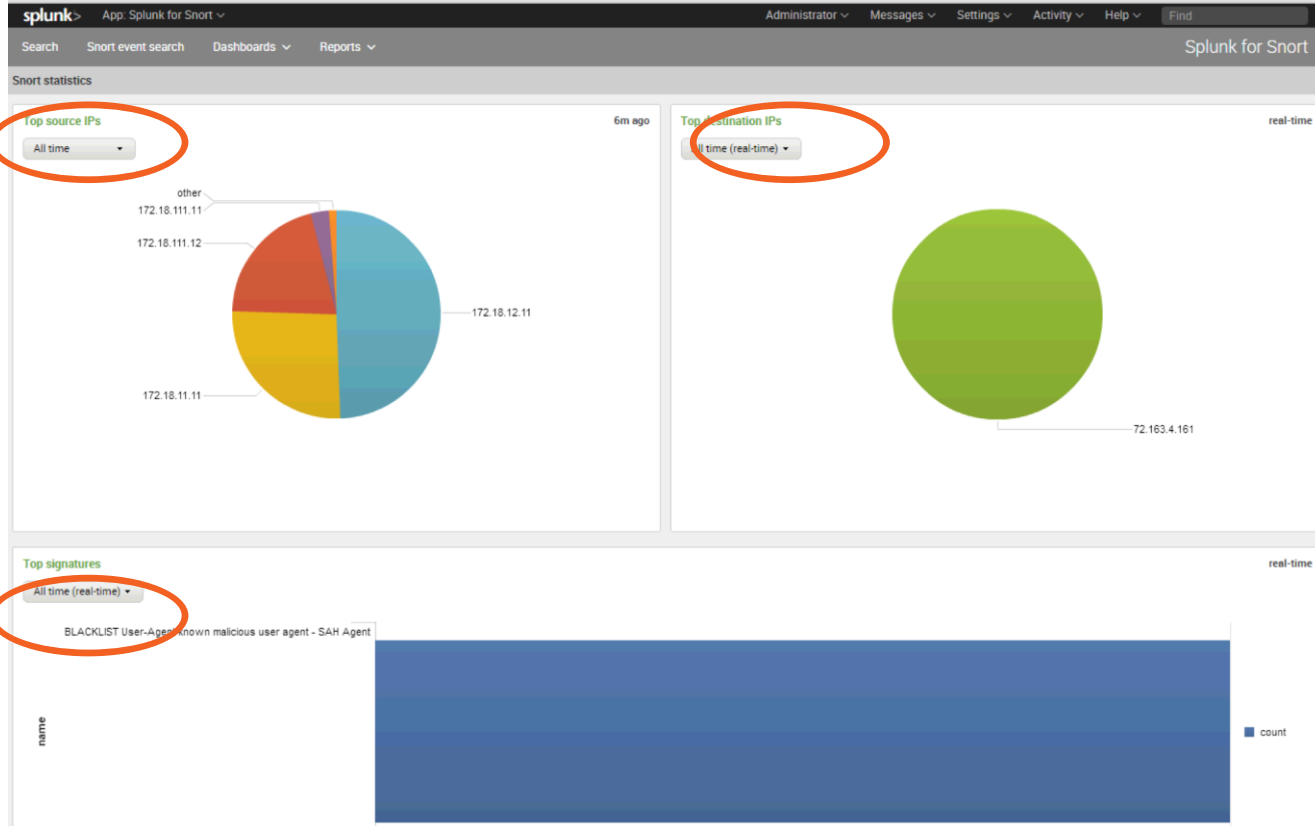 splunk> App: Splunk for Snort Administrator Messages Settings Activity Help Find
Search Snort event search Dashboards Reports Splunk for Snort
Snort statistics
Top source IPs 6m ago
All time
other
172.18.111.11
172.18.111.12
172.18.12.11
172.18.11.11
Top destination IPs real-time
All time (real-time)
72.163.4.161
Top signatures real-time
All time (real-time)
BLACKLIST User-Agent known malicious user agent - SAH Agent
name
count